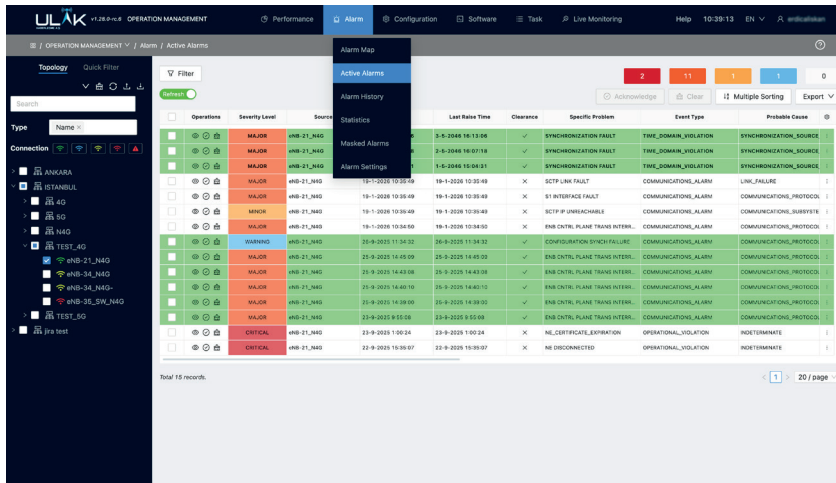 ULAK v1.28.0-rc.6 OPERATION MANAGEMENT Performance Alarm Configuration Software Task Live Monitoring Help 10:39:13 EN erdicaliskan
/ OPERATION MANAGEMENT / Alarm / Active Alarms
Alarm Map
Active Alarms
Alarm History
Statistics
Masked Alarms
Alarm Settings
Topology Quick Filter
Search
Type Name ×
Connection
ANKARA
ISTANBUL
4G
5G
N4G
TEST_4G
eNB-21_N4G
eNB-34_N4G
eNB-34_N4G-
eNB-35_SW_N4G
TEST_5G
jira test
Filter 2 11 1 1 0
Refresh Acknowledge Clear Multiple Sorting Export
Operations Severity Level Source Last Raise Time Clearance Specific Problem Event Type Probable Cause
MAJOR eNB-21_N4G 6 3-6-2046 16:13:06 SYNCHRONIZATION FAULT TIME_DOMAIN_VIOLATION SYNCHRONIZATION_SOURCE_
MAJOR eNB-21_N4G 8 2-6-2046 16:07:18 SYNCHRONIZATION FAULT TIME_DOMAIN_VIOLATION SYNCHRONIZATION_SOURCE_
MAJOR eNB-21_N4G 1 1-6-2046 15:04:31 SYNCHRONIZATION FAULT TIME_DOMAIN_VIOLATION SYNCHRONIZATION_SOURCE_
MAJOR eNB-21_N4G 19-1-2026 10:35:49 19-1-2026 10:35:49 SCTP LINK FAULT COMMUNICATIONS_ALARM LINK_FAILURE
MAJOR eNB-21_N4G 19-1-2026 10:35:49 19-1-2026 10:35:49 S1 INTERFACE FAULT COMMUNICATIONS_ALARM COMMUNICATIONS_PROTOCOL
MINOR eNB-21_N4G 19-1-2026 10:35:49 19-1-2026 10:35:49 SCTP IP UNREACHABLE COMMUNICATIONS_ALARM COMMUNICATIONS_SUBSYSTE
MAJOR eNB-21_N4G 19-1-2026 10:34:50 19-1-2026 10:34:50 ENB CNTRL PLANE TRANS INTERR... COMMUNICATIONS_ALARM COMMUNICATIONS_PROTOCOL
WARNING eNB-21_N4G 26-9-2025 11:34:32 26-9-2025 11:34:32 CONFIGURATION SYNCH FAILURE COMMUNICATIONS_ALARM COMMUNICATIONS_PROTOCOL
MAJOR eNB-21_N4G 25-9-2025 14:45:09 25-9-2025 14:45:09 ENB CNTRL PLANE TRANS INTERR... COMMUNICATIONS_ALARM COMMUNICATIONS_PROTOCOL
MAJOR eNB-21_N4G 25-9-2025 14:43:08 25-9-2025 14:43:08 ENB CNTRL PLANE TRANS INTERR... COMMUNICATIONS_ALARM COMMUNICATIONS_PROTOCOL
MAJOR eNB-21_N4G 25-9-2025 14:40:10 25-9-2025 14:40:10 ENB CNTRL PLANE TRANS INTERR... COMMUNICATIONS_ALARM COMMUNICATIONS_PROTOCOL
MAJOR eNB-21_N4G 25-9-2025 14:39:00 25-9-2025 14:39:00 ENB CNTRL PLANE TRANS INTERR... COMMUNICATIONS_ALARM COMMUNICATIONS_PROTOCOL
MAJOR eNB-21_N4G 23-9-2025 9:55:08 23-9-2025 9:55:08 ENB CNTRL PLANE TRANS INTERR... COMMUNICATIONS_ALARM COMMUNICATIONS_PROTOCOL
CRITICAL eNB-21_N4G 23-9-2025 1:00:24 23-9-2025 1:00:24 NE_CERTIFICATE_EXPIRATION OPERATIONAL_VIOLATION INDETERMINATE
CRITICAL eNB-21_N4G 22-9-2025 15:35:07 22-9-2025 15:35:07 NE DISCONNECTED OPERATIONAL_VIOLATION INDETERMINATE
Total 15 records. 1 20 / page